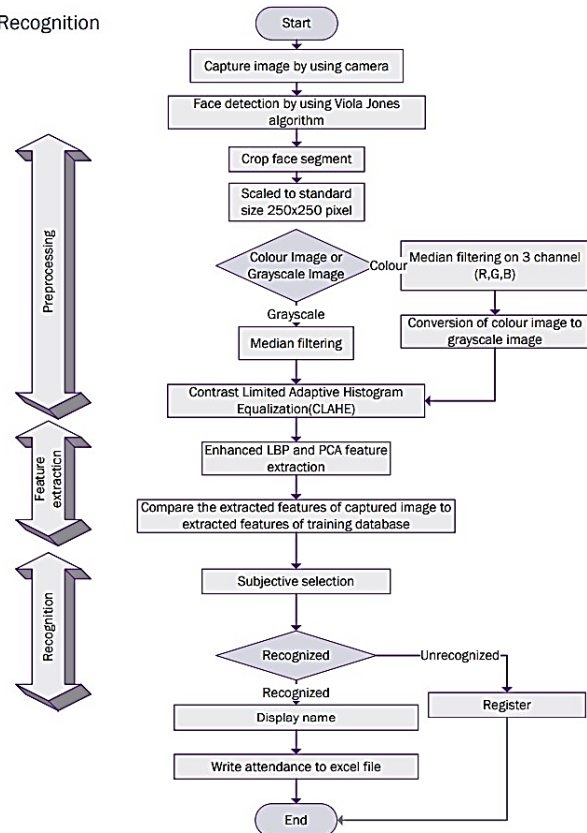 Recognition
Start
Capture image by using camera
Face detection by using Viola Jones
algorithm
Crop face segment
Scaled to standard
size 250x250 pixel
Preprocessing
Colour Image or
Grayscale Image
Colour
Median filtering on 3 channel
(R,G,B)
Grayscale
Conversion of colour image to
grayscale image
Median filtering
Contrast Limited Adaptive Histogram
Equalization(CLAHE)
Feature
extraction
Enhanced LBP and PCA feature
extraction
Compare the extracted features of captured image to
extracted features of training database
Recognition
Subjective selection
Recognized
Unrecognized
Recognized
Register
Display name
Write attendance to excel file
End